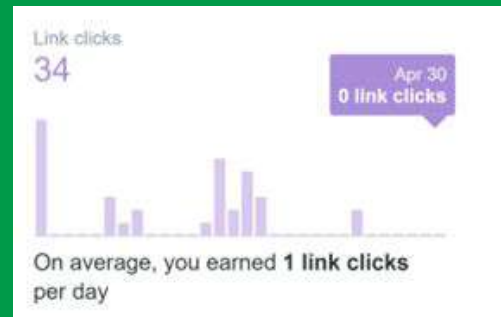 Link clicks
34
Apr 30
0 link clicks
On average, you earned 1 link clicks
per day